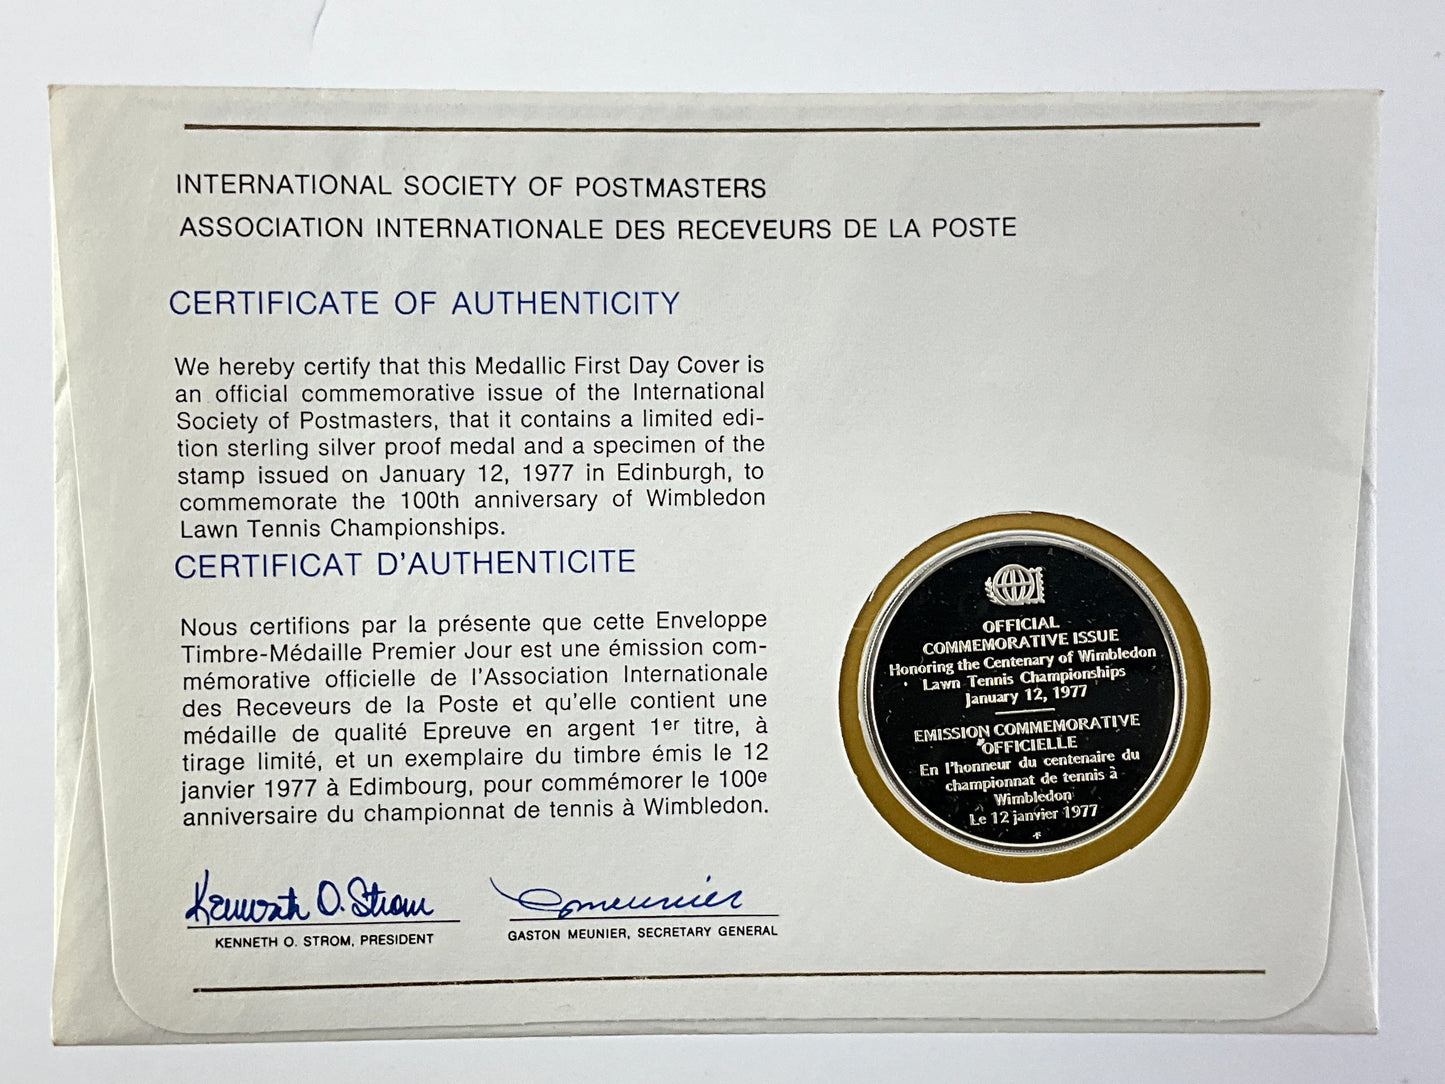 INTERNATIONAL SOCIETY OF POSTMASTERS
ASSOCIATION INTERNATIONALE DES RECEVEURS DE LA POSTE
CERTIFICATE OF AUTHENTICITY
We hereby certify that this Medallic First Day Cover is
an official commemorative issue of the International
Society of Postmasters, that it contains a limited edi-
tion sterling silver proof medal and a specimen of the
stamp issued on January 12, 1977 in Edinburgh, to
commemorate the 100th anniversary of Wimbledon
Lawn Tennis Championships.
CERTIFICAT D'AUTHENTICITE
Nous certifions par la présente que cette Enveloppe
Timbre-Médaille Premier Jour est une émission com-
mémorative officielle de l'Association Internationale
des Receveurs de la Poste et qu'elle contient une
médaille de qualité Epreuve en argent 1er titre, à
tirage limité, et un exemplaire du timbre émis le 12
janvier 1977 à Edimbourg, pour commémorer le 100e
anniversaire du championnat de tennis à Wimbledon.
Kenneth O. Strom
KENNETH O. STROM, PRESIDENT
G Meunier
GASTON MEUNIER, SECRETARY GENERAL
OFFICIAL
COMMEMORATIVE ISSUE
Honoring the Centenary of Wimbledon
Lawn Tennis Championships
January 12, 1977
EMISSION COMMEMORATIVE
OFFICIELLE
En l'honneur du centenaire du
championnat de tennis à
Wimbledon
Le 12 janvier 1977